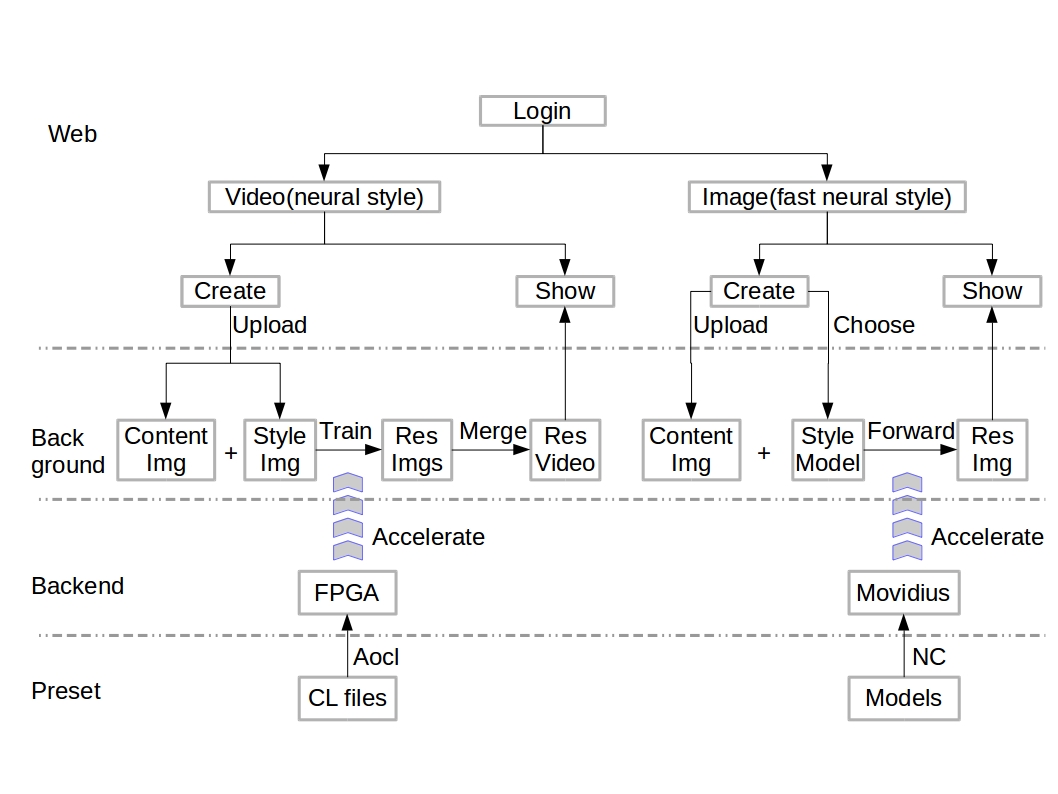 Login
Web
Video(neural style)
Image(fast neural style)
Create
Show
Create
Show
Upload
Upload
Choose
Back
ground
Content
Img
+
Style
Img
Train
Res
Imgs
Merge
Res
Video
Content
Img
+
Style
Model
Forward
Res
Img
Accelerate
Accelerate
Backend
FPGA
Movidius
Aocl
NC
Preset
CL files
Models